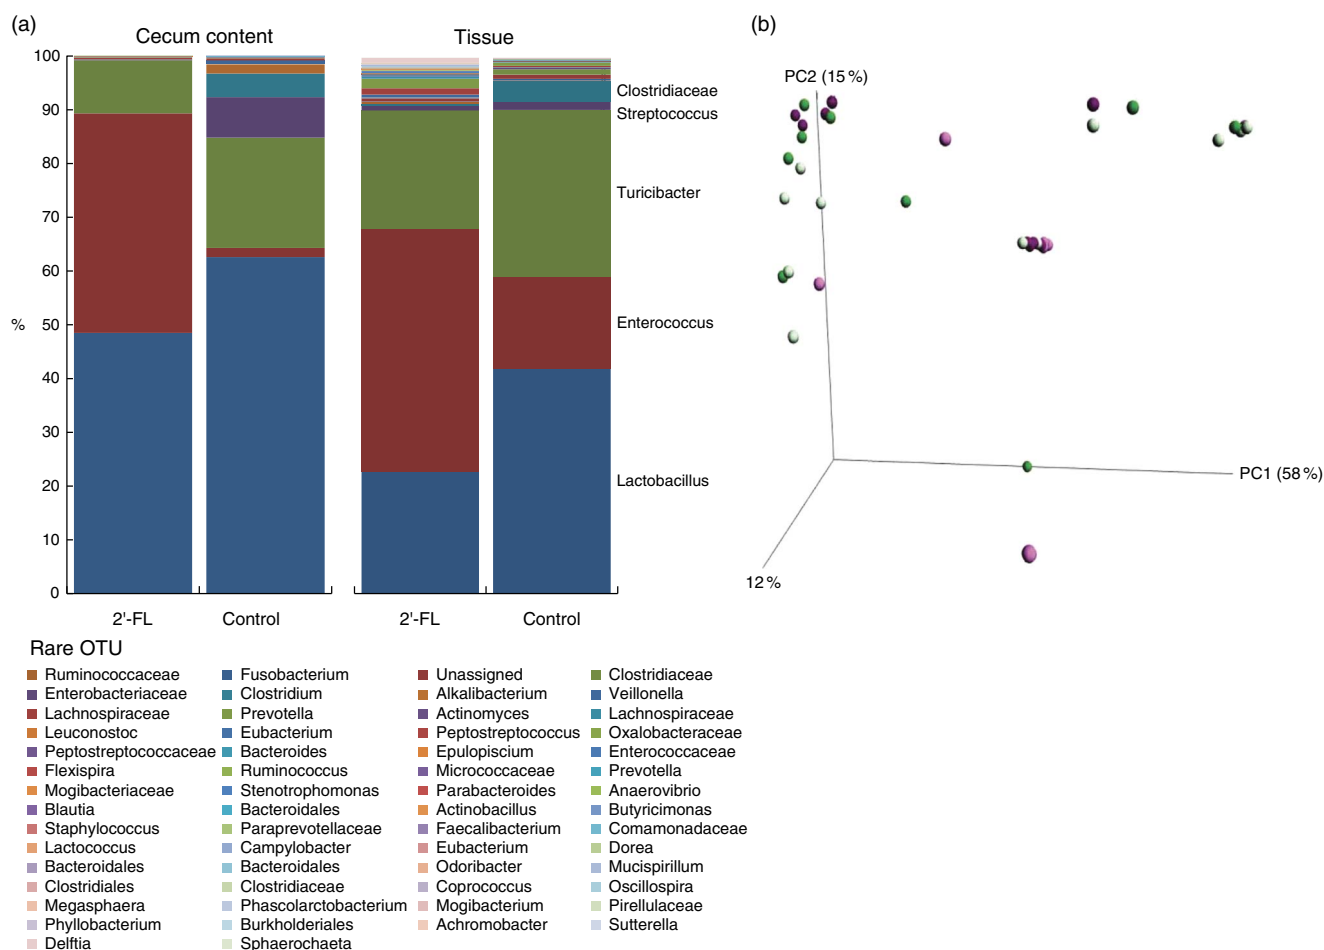 (a)
Cecum content
Tissue
100
90
80
70
60
50
40
30
20
10
0
%
Clostridiaceae
Streptococcus
Turicibacter
Enterococcus
Lactobacillus
2'-FL Control 2'-FL Control
(b)
PC2 (15 %)
PC1 (58 %)
12 %
Rare OTU
Ruminococcaceae Fusobacterium Unassigned Clostridiaceae
Enterobacteriaceae Clostridium Alkalibacterium Veillonella
Lachnospiraceae Prevotella Actinomyces Lachnospiraceae
Leuconostoc Eubacterium Peptostreptococcus Oxalobacteraceae
Peptostreptococcaceae Bacteroides Epulopiscium Enterococcaceae
Flexispira Ruminococcus Micrococcaceae Prevotella
Mogibacteriaceae Stenotrophomonas Parabacteroides Anaerovibrio
Blautia Bacteroidales Actinobacillus Butyricimonas
Staphylococcus Paraprevotellaceae Faecalibacterium Comamonadaceae
Lactococcus Campylobacter Eubacterium Dorea
Bacteroidales Bacteroidales Odoribacter Mucispirillum
Clostridiales Clostridiaceae Coprococcus Oscillospira
Megasphaera Phascolarctobacterium Mogibacterium Pirellulaceae
Phyllobacterium Burkholderiales Achromobacter Sutterella
Delftia Sphaerochaeta